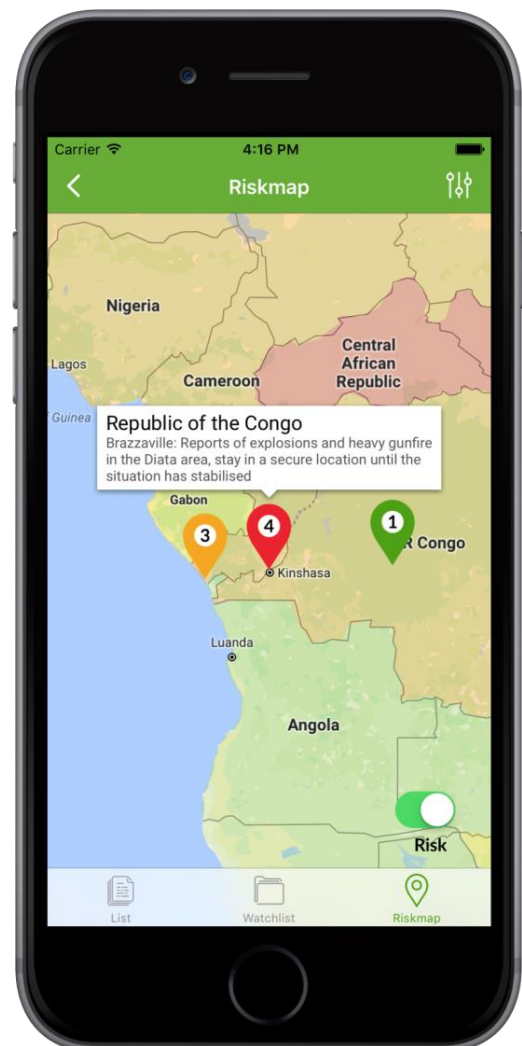 Carrier
4:16 PM
Riskmap
Nigeria
Lagos
Central
African
Republic
Cameroon
Guinea
Republic of the Congo
Brazzaville: Reports of explosions and heavy gunfire
in the Diata area, stay in a secure location until the
situation has stabilised
Gabon
3
4
1
R Congo
Kinshasa
Luanda
Angola
Risk
List
Watchlist
Riskmap